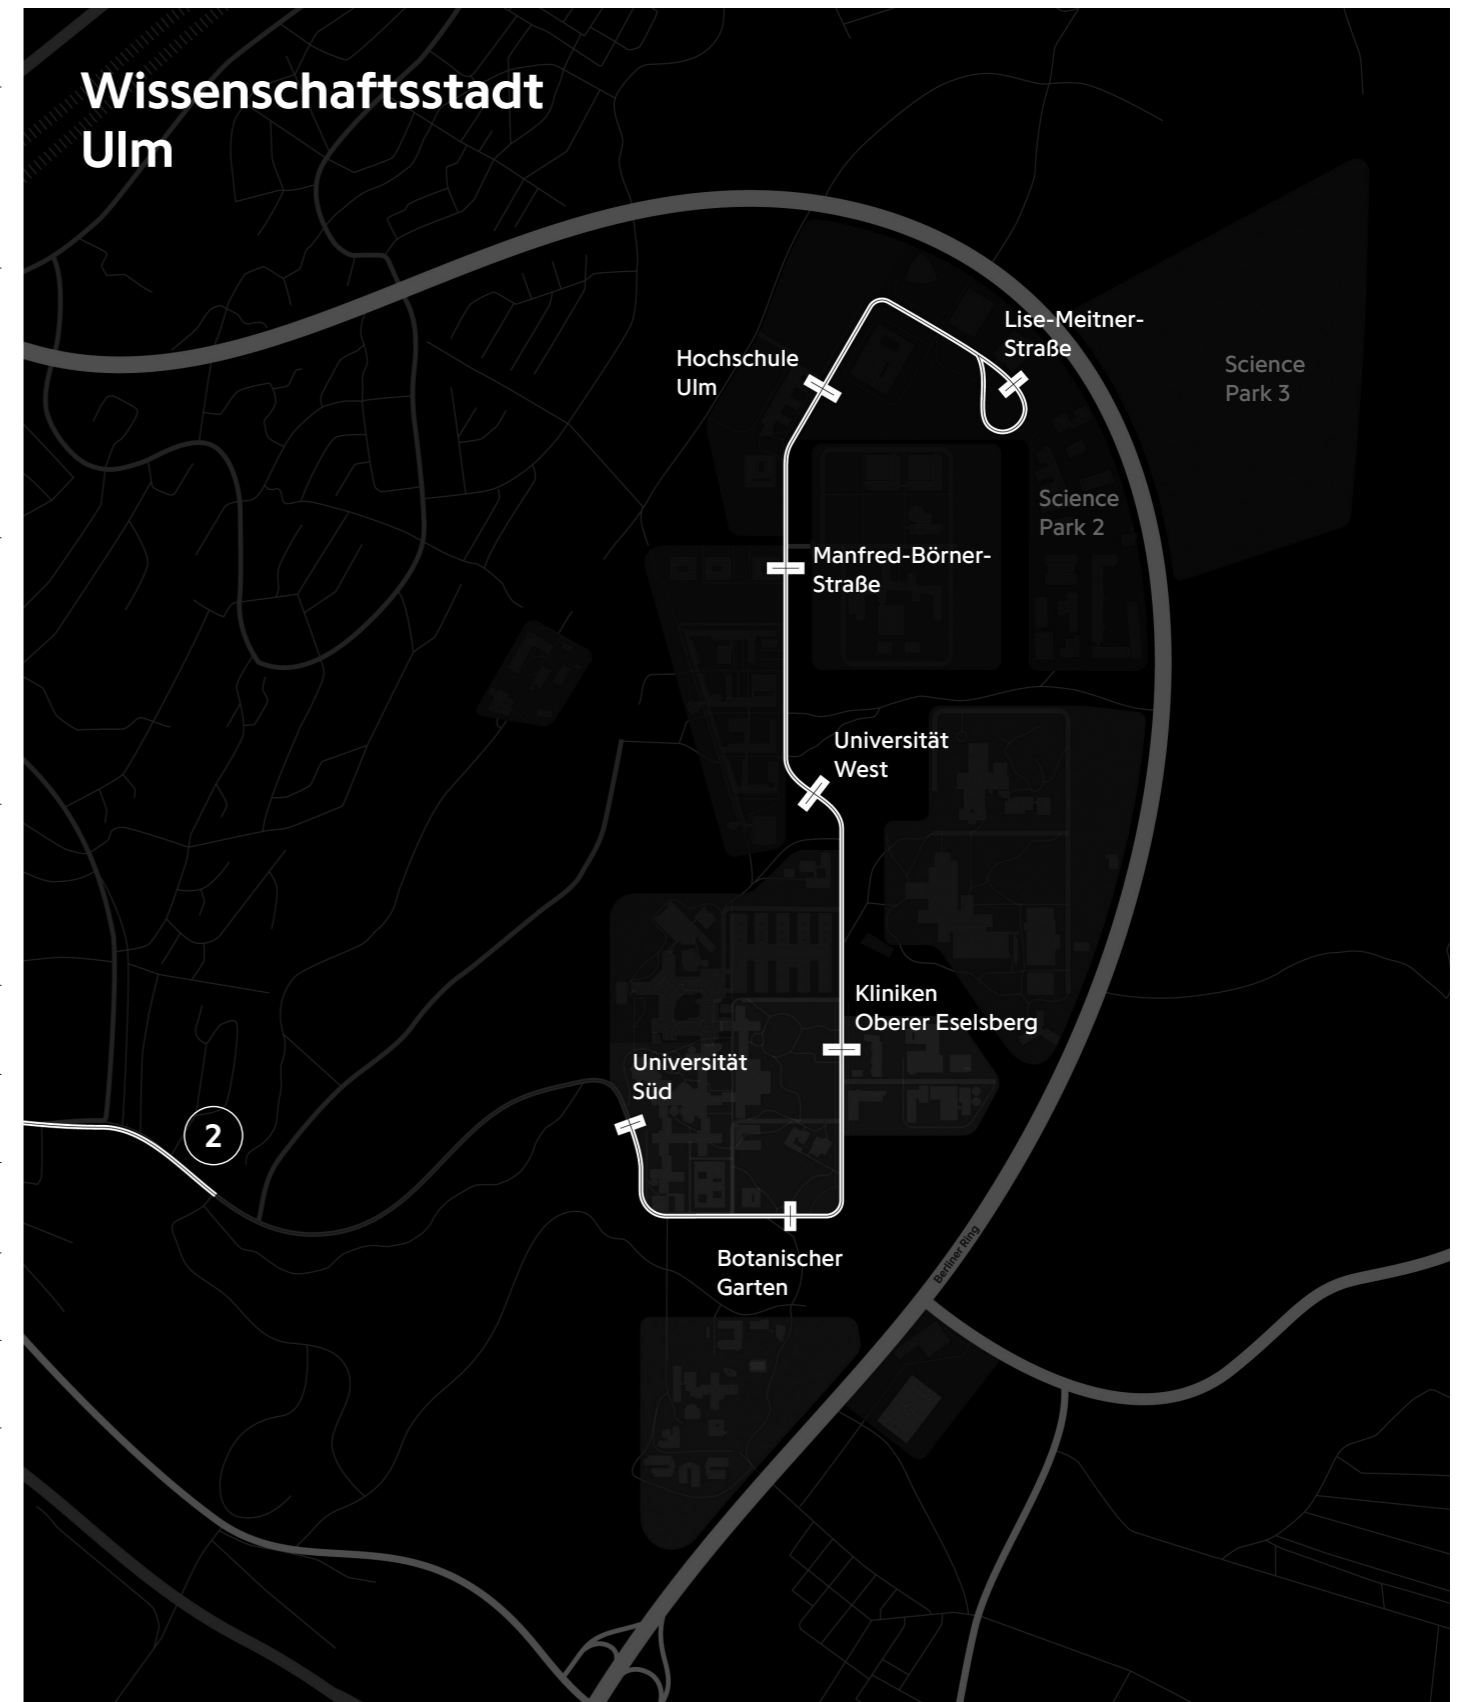 Wissenschaftsstadt
Ulm
Lise-Meitner-
Straße
Hochschule
Ulm
Science
Park 3
Science
Park 2
Manfred-Börner-
Straße
Universität
West
Kliniken
Oberer Eselsberg
Universität
Süd
2
Botanischer
Garten
Berliner Ring